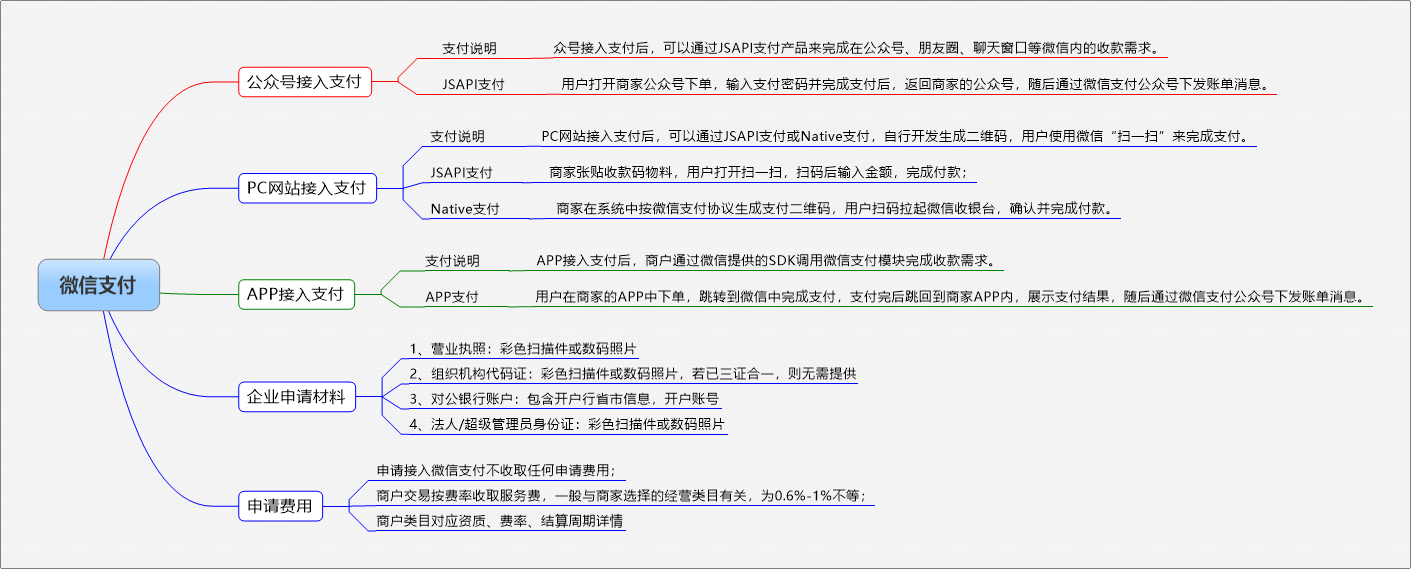 微信支付
公众号接入支付
支付说明
众号接入支付后，可以通过JSAPI支付产品来完成在公众号、朋友圈、聊天窗口等微信内的收款需求。
JSAPI支付
用户打开商家公众号下单，输入支付密码并完成支付后，返回商家的公众号，随后通过微信支付公众号下发账单消息。
PC网站接入支付
支付说明
PC网站接入支付后，可以通过JSAPI支付或Native支付，自行开发生成二维码，用户使用微信“扫一扫”来完成支付。
JSAPI支付
商家张贴收款码物料，用户打开扫一扫，扫码后输入金额，完成付款；
Native支付
商家在系统中按微信支付协议生成支付二维码，用户扫码拉起微信收银台，确认并完成付款。
APP接入支付
支付说明
APP接入支付后，商户通过微信提供的SDK调用微信支付模块完成收款需求。
APP支付
用户在商家的APP中下单，跳转到微信中完成支付，支付完后跳回到商家APP内，展示支付结果，随后通过微信支付公众号下发账单消息。
企业申请材料
1、营业执照：彩色扫描件或数码照片
2、组织机构代码证：彩色扫描件或数码照片，若已三证合一，则无需提供
3、对公银行账户：包含开户行省市信息，开户账号
4、法人/超级管理员身份证：彩色扫描件或数码照片
申请费用
申请接入微信支付不收取任何申请费用；
商户交易按费率收取服务费，一般与商家选择的经营类目有关，为0.6%-1%不等；
商户类目对应资质、费率、结算周期详情